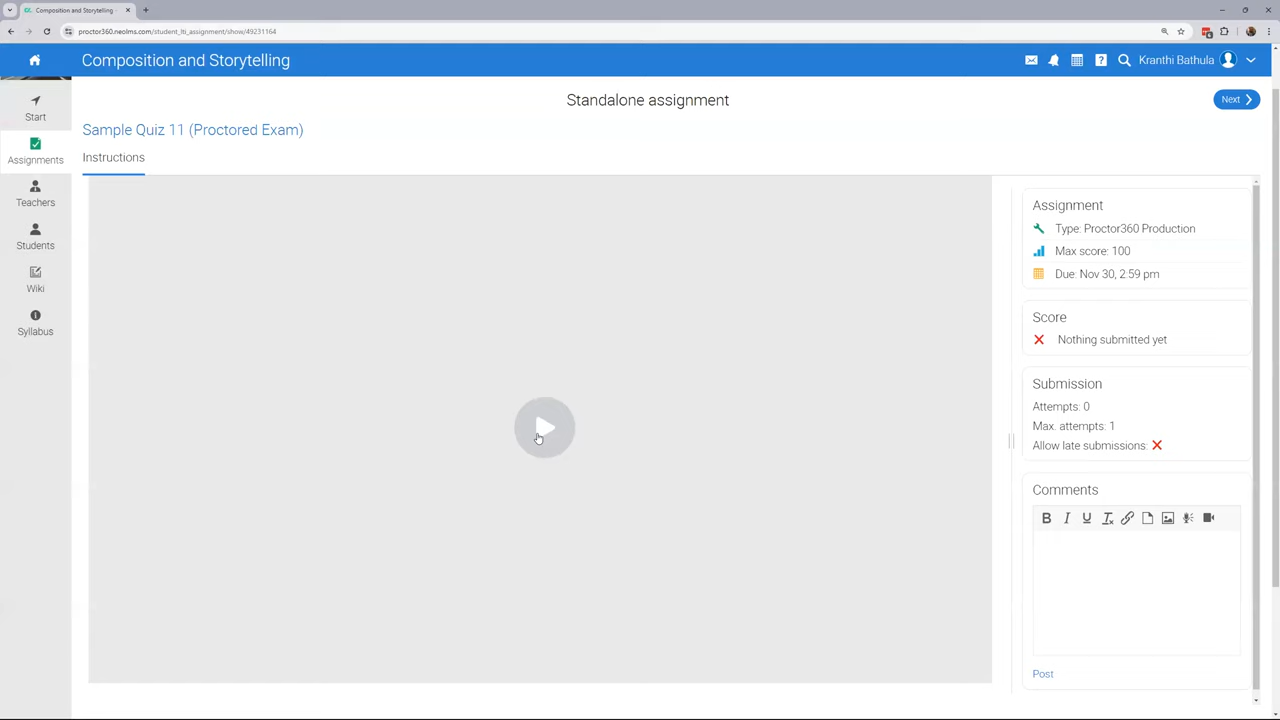 Composition and Storytelling
proctor360.neolms.com/student_lti_assignment/show/49231164
Composition and Storytelling
Kranthi Bathula
Start
Assignments
Teachers
Students
Wiki
Syllabus
Standalone assignment
Next
Sample Quiz 11 (Proctored Exam)
Instructions
Assignment
Type: Proctor360 Production
Max score: 100
Due: Nov 30, 2:59 pm
Score
Nothing submitted yet
Submission
Attempts: 0
Max. attempts: 1
Allow late submissions:
Comments
B I U Tx
Post